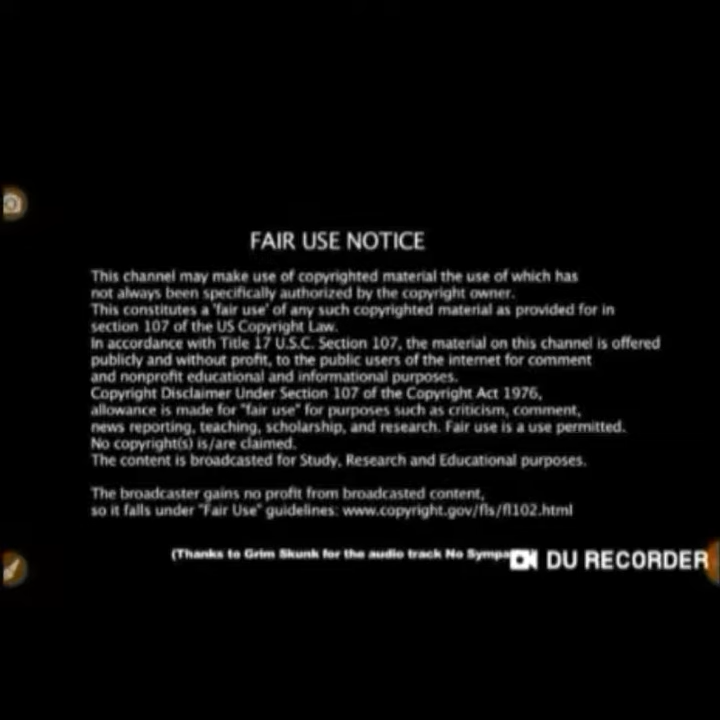 FAIR USE NOTICE
This channel may make use of copyrighted material the use of which has
not always been specifically authorized by the copyright owner.
This constitutes a 'fair use' of any such copyrighted material as provided for in
section 107 of the US Copyright Law.
In accordance with Title 17 U.S.C. Section 107, the material on this channel is offered
publicly and without profit, to the public users of the internet for comment
and nonprofit educational and informational purposes.
Copyright Disclaimer Under Section 107 of the Copyright Act 1976,
allowance is made for "fair use" for purposes such as criticism, comment,
news reporting, teaching, scholarship, and research. Fair use is a use permitted.
No copyright(s) is/are claimed.
The content is broadcasted for Study, Research and Educational purposes.
The broadcaster gains no profit from broadcasted content,
so it falls under "Fair Use" guidelines: www.copyright.gov/fls/fl102.html
(Thanks to Grim Skunk for the audio track No Sympa
DU RECORDER